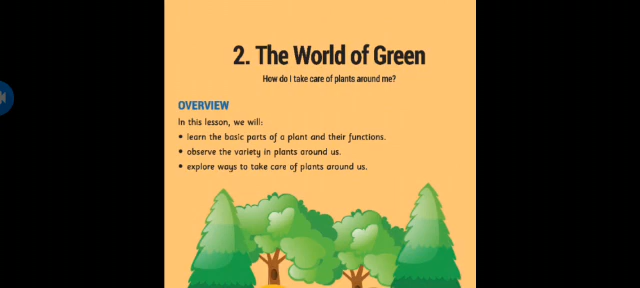 2. The World of Green
How do I take care of plants around me?
OVERVIEW
In this lesson, we will:
• learn the basic parts of a plant and their functions.
• observe the variety in plants around us.
• explore ways to take care of plants around us.